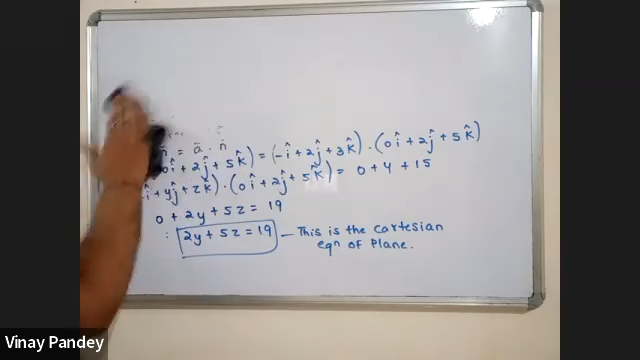 n̄ = ā . n̄
0î + 2ĵ + 5k̂) = (-î + 2ĵ + 3k̂) . (0î + 2ĵ + 5k̂)
î + yĵ + zk̂) . (0î + 2ĵ + 5k̂) = 0 + 4 + 15
0 + 2y + 5z = 19
: 2y + 5z = 19 — This is the cartesian
eqn of Plane.
Vinay Pandey